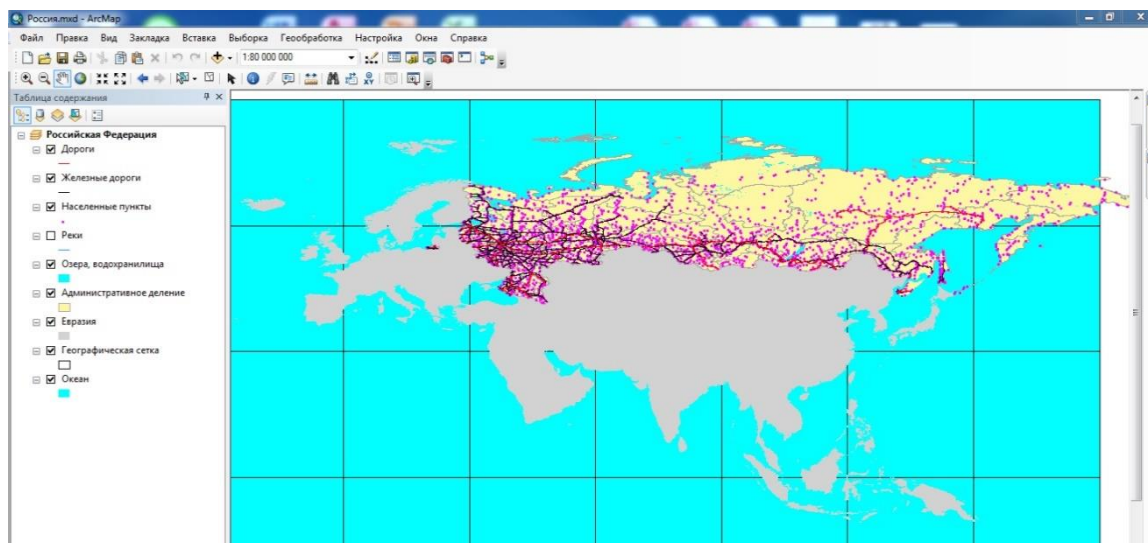 Россия.mxd - ArcMap
Файл Правка Вид Закладка Вставка Выборка Геообработка Настройка Окна Справка
1:80 000 000
Таблица содержания
Российская Федерация
Дороги
Железные дороги
Населенные пункты
Реки
Озера, водохранилища
Административное деление
Евразия
Географическая сетка
Океан